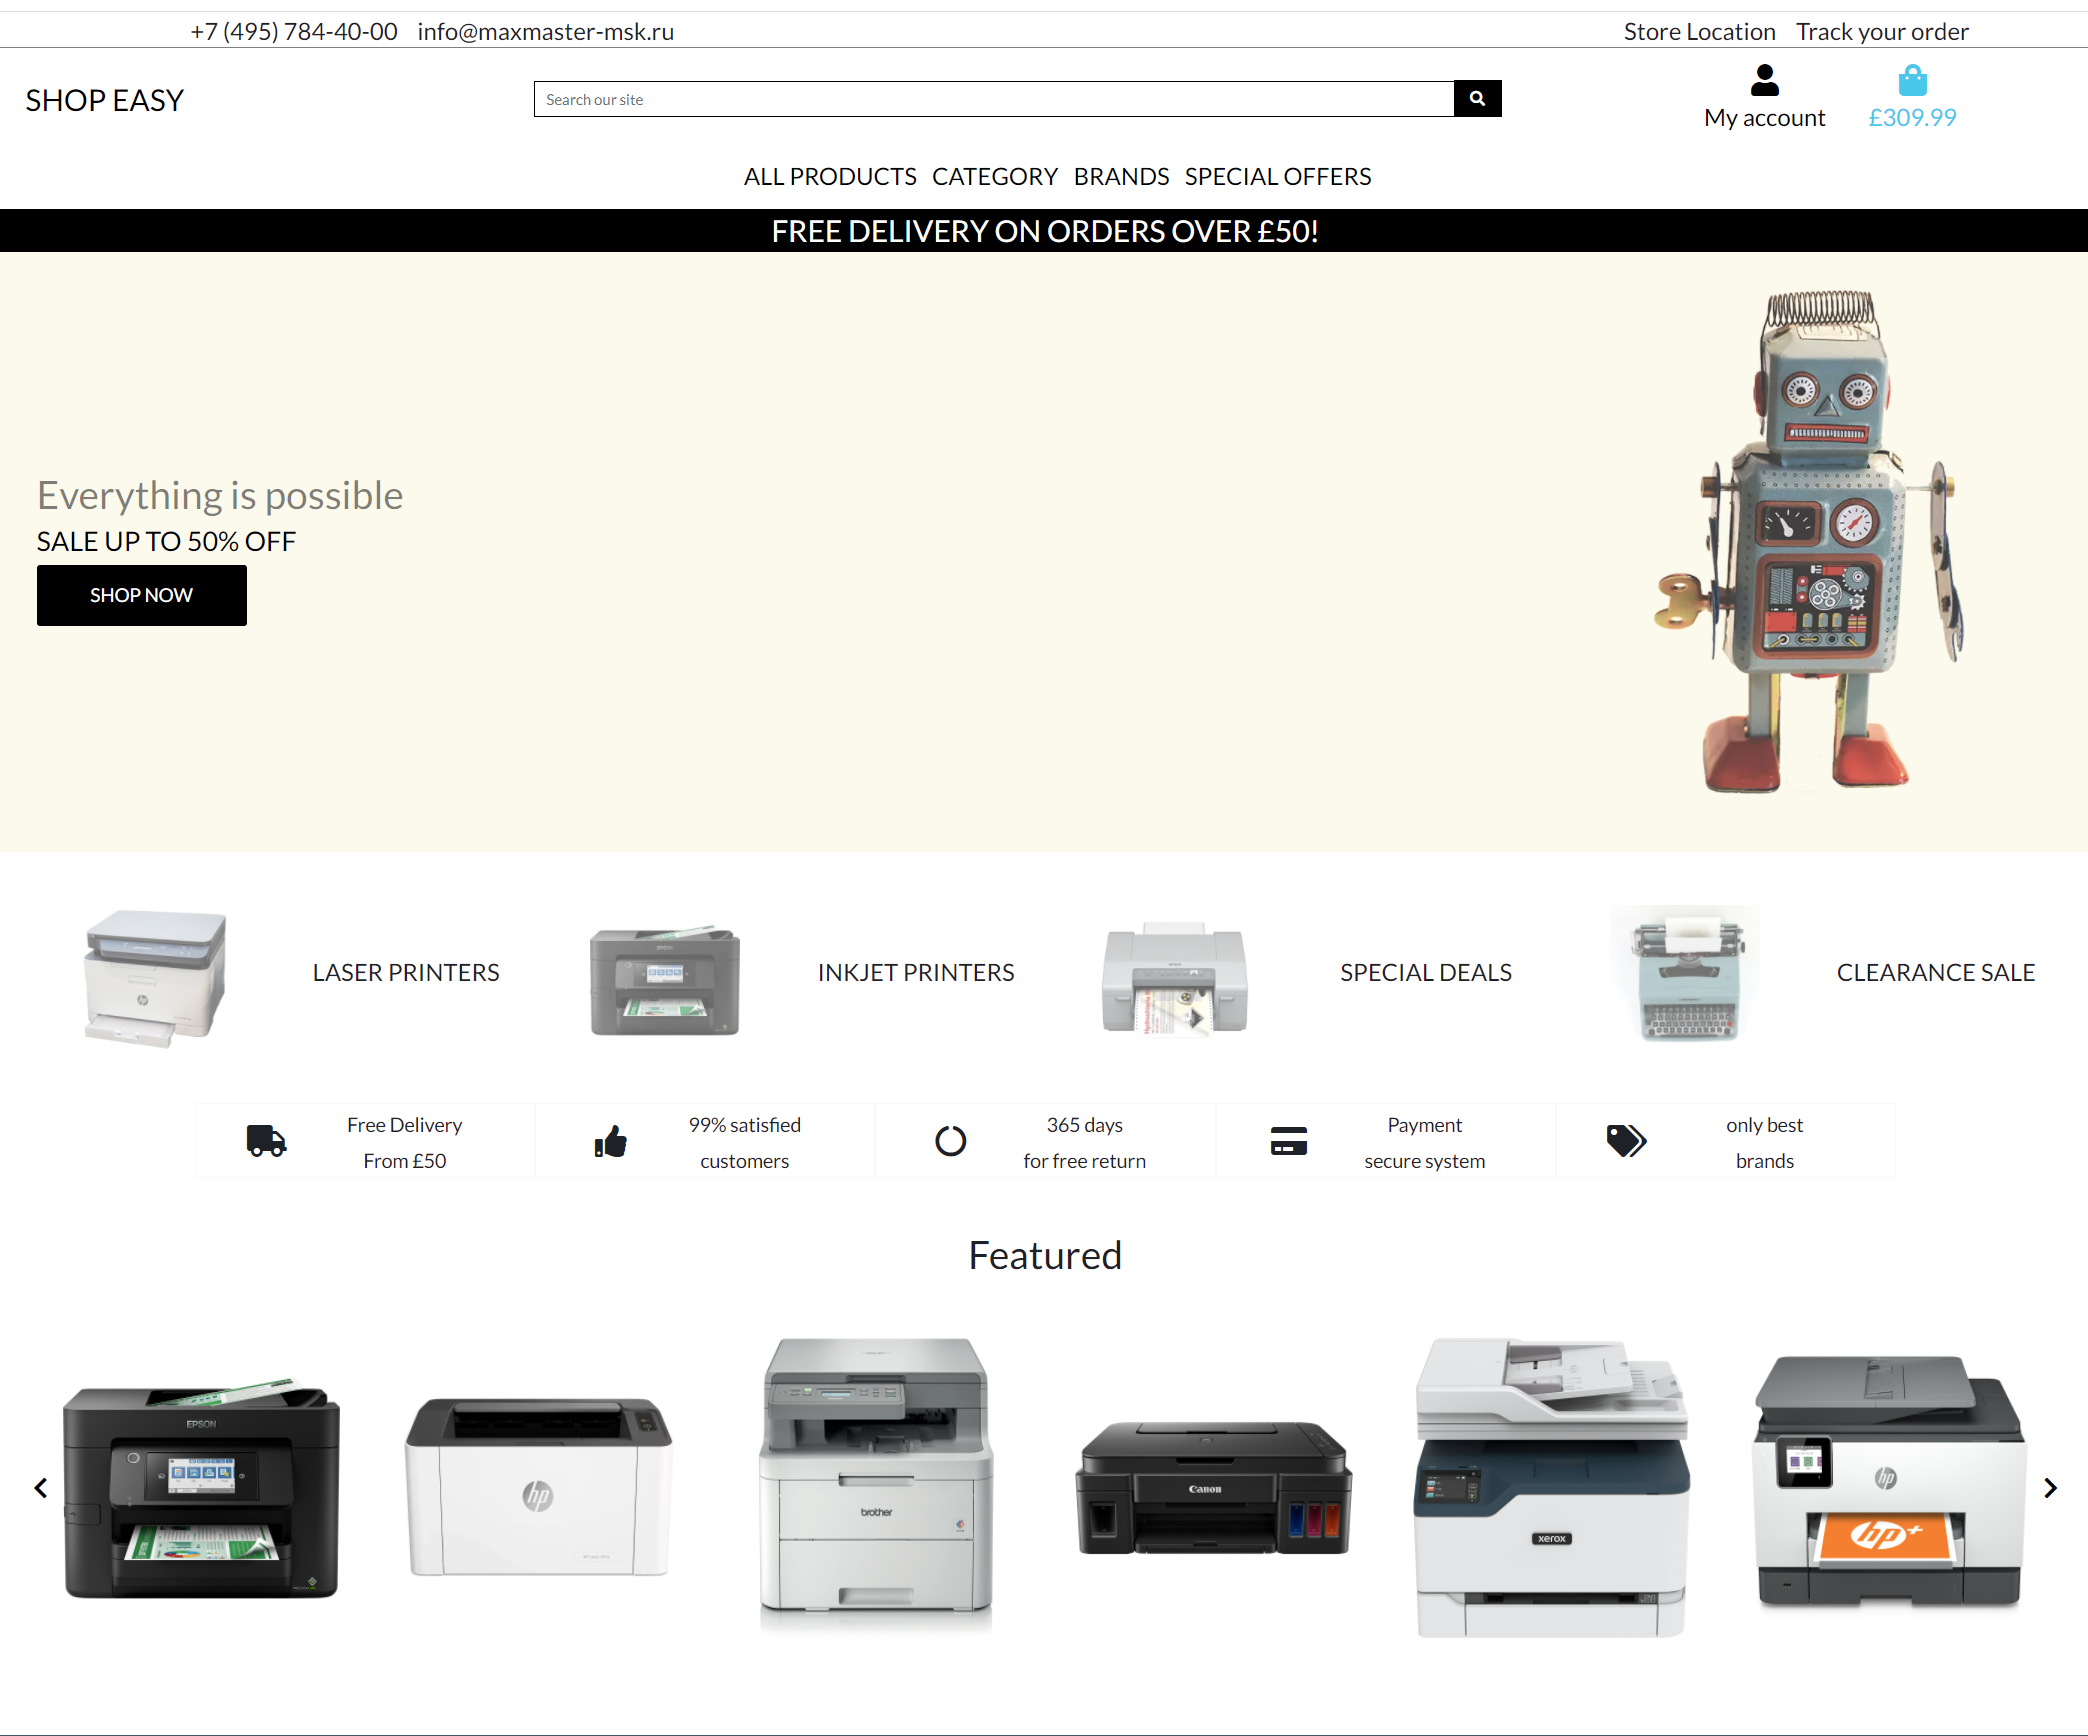 +7 (495) 784-40-00 info@maxmaster-msk.ru Store Location Track your order
SHOP EASY
Search our site
My account
£309.99
ALL PRODUCTS CATEGORY BRANDS SPECIAL OFFERS
FREE DELIVERY ON ORDERS OVER £50!
Everything is possible
SALE UP TO 50% OFF
SHOP NOW
LASER PRINTERS
INKJET PRINTERS
SPECIAL DEALS
CLEARANCE SALE
Free Delivery
From £50
99% satisfied
customers
365 days
for free return
Payment
secure system
only best
brands
Featured
EPSON
hp
brother
Canon
xerox
hp
hp+